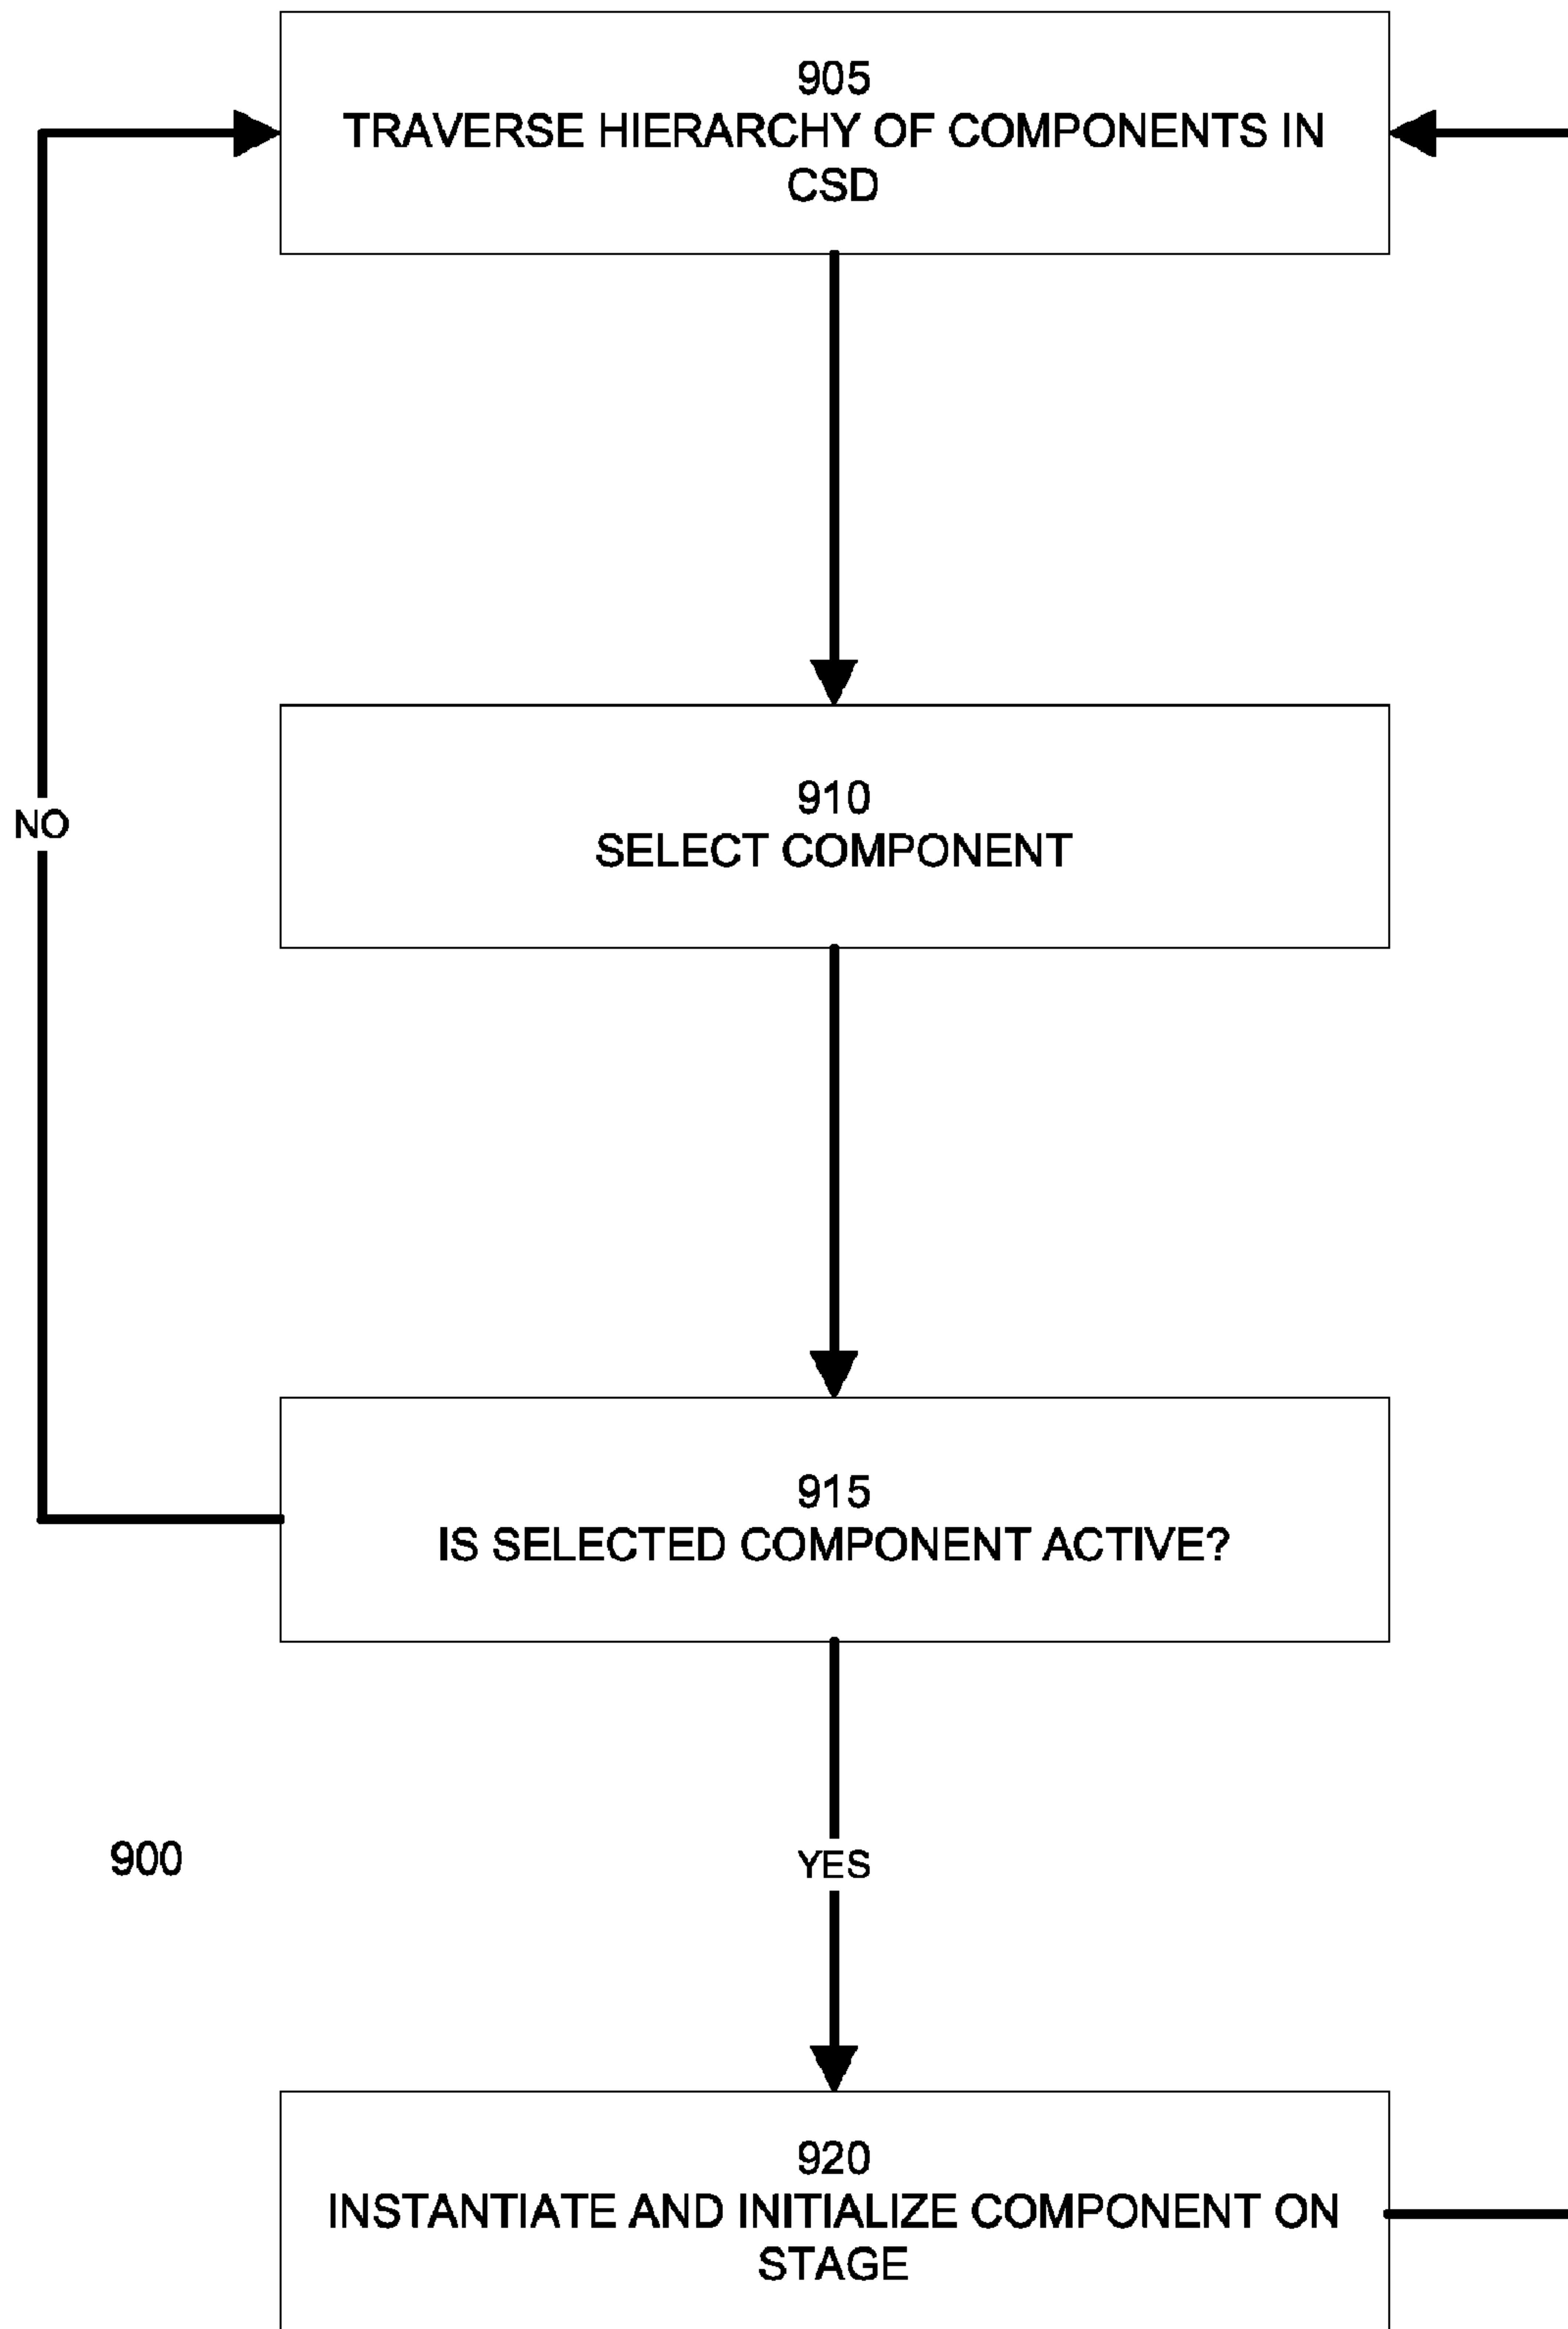 905
TRAVERSE HIERARCHY OF COMPONENTS IN
CSD
910
SELECT COMPONENT
NO
915
IS SELECTED COMPONENT ACTIVE?
900
YES
920
INSTANTIATE AND INITIALIZE COMPONENT ON
STAGE